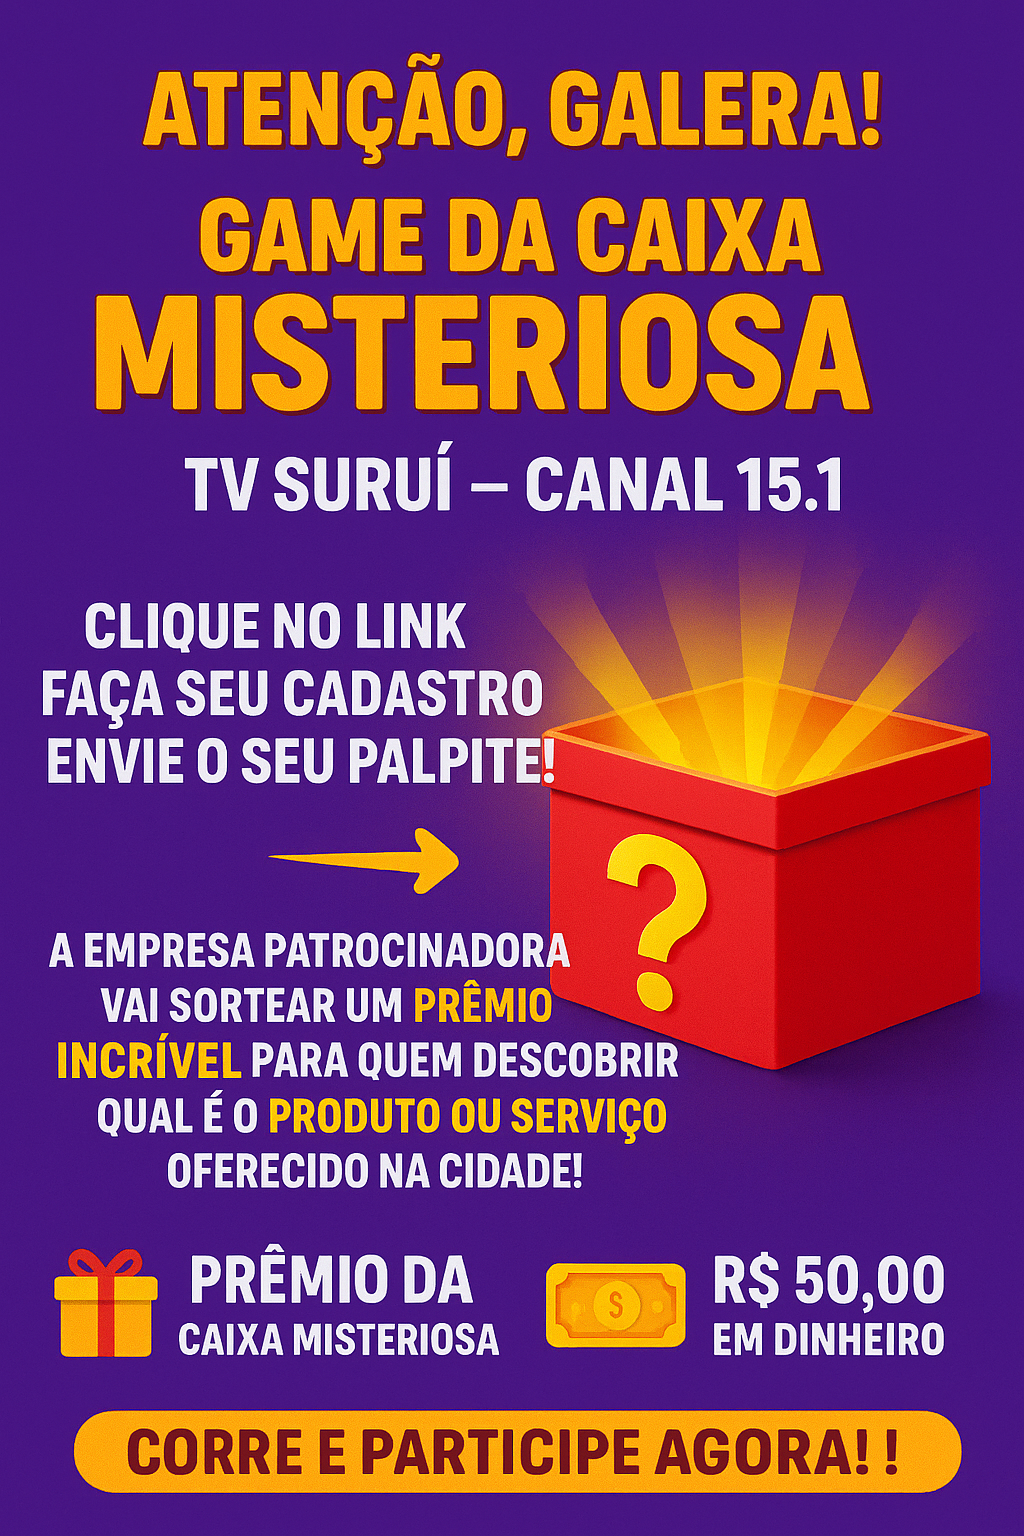 ATENÇÃO, GALERA!
GAME DA CAIXA
MISTERIOSA
TV SURUÍ – CANAL 15.1
CLIQUE NO LINK
FAÇA SEU CADASTRO
ENVIE O SEU PALPITE!
?
A EMPRESA PATROCINADORA
VAI SORTEAR UM PRÊMIO
INCRÍVEL PARA QUEM DESCOBRIR
QUAL É O PRODUTO OU SERVIÇO
OFERECIDO NA CIDADE!
PRÊMIO DA
CAIXA MISTERIOSA
$
R$ 50,00
EM DINHEIRO
CORRE E PARTICIPE AGORA! !